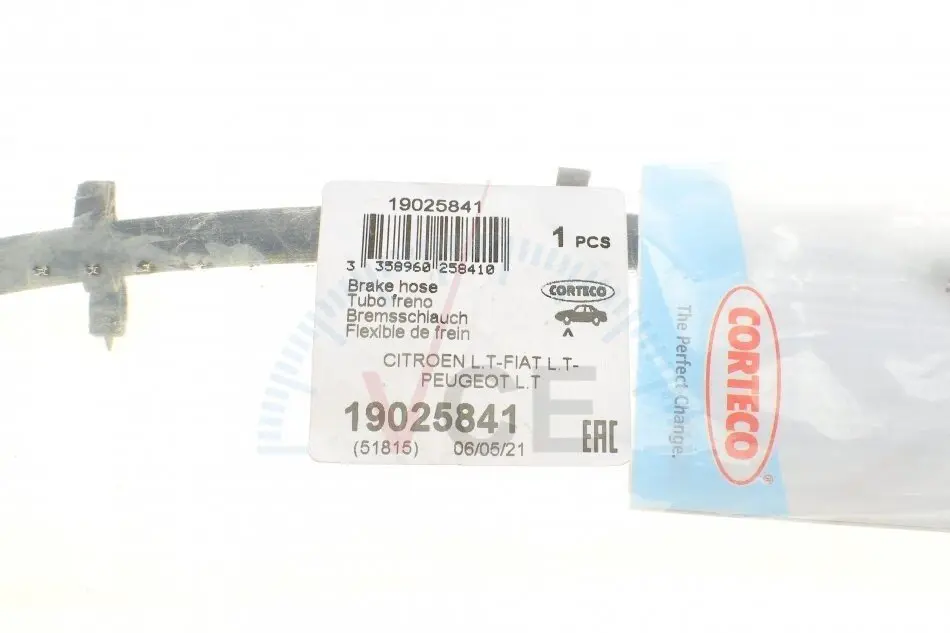 19025841
1 PCS
3 358960 258410
Brake hose
Tubo freno
Bremsschlauch
Flexible de frein
CORTECO
CITROEN L.T-FIAT L.T-
PEUGEOT L.T
19025841
(51815) 06/05/21
EAC
VCE
The Perfect Change.
CORTECO
®